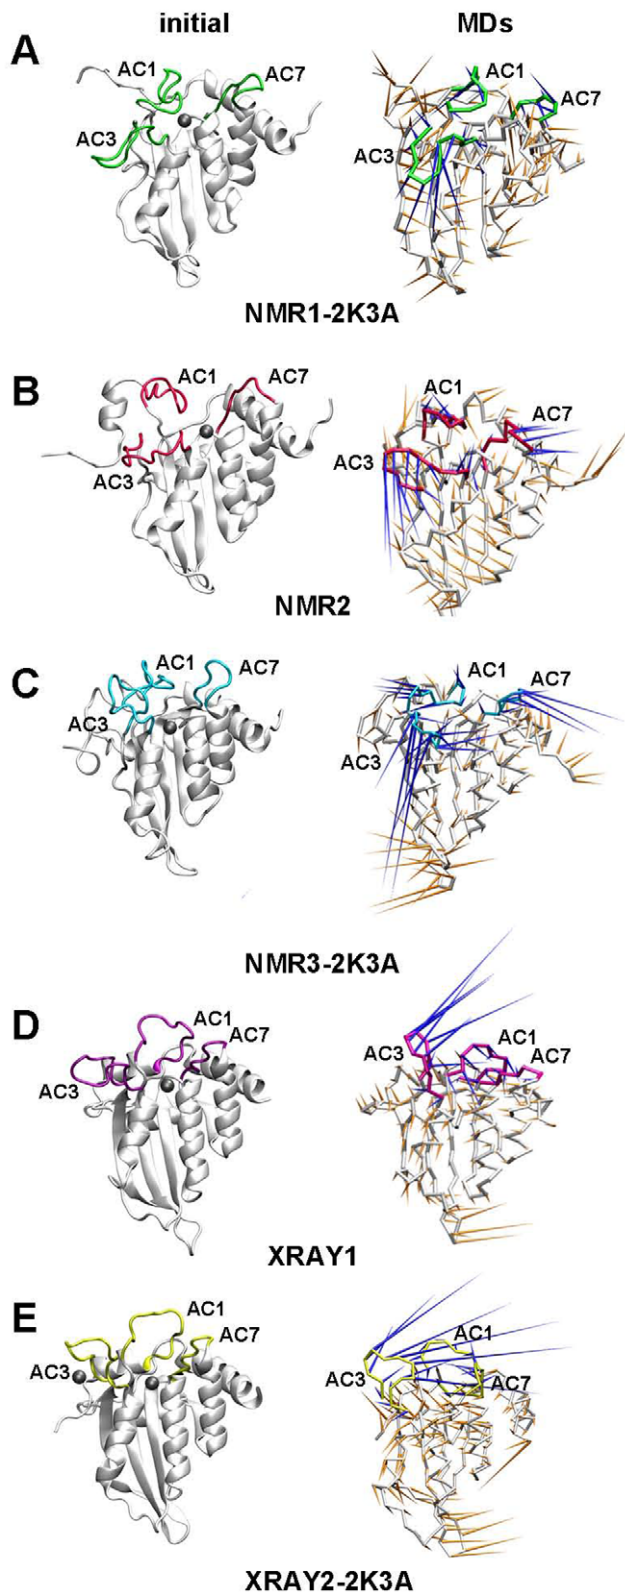 initial MDs
A AC1 AC7 AC1 AC7
AC3 AC3
NMR1-2K3A
B AC1 AC7 AC1 AC7
AC3 AC3
NMR2
C AC1 AC7 AC1 AC7
AC3 AC3
NMR3-2K3A
D AC1 AC7 AC1 AC7
AC3 AC3
XRAY1
E AC1 AC7 AC1 AC7
AC3 AC3
XRAY2-2K3A